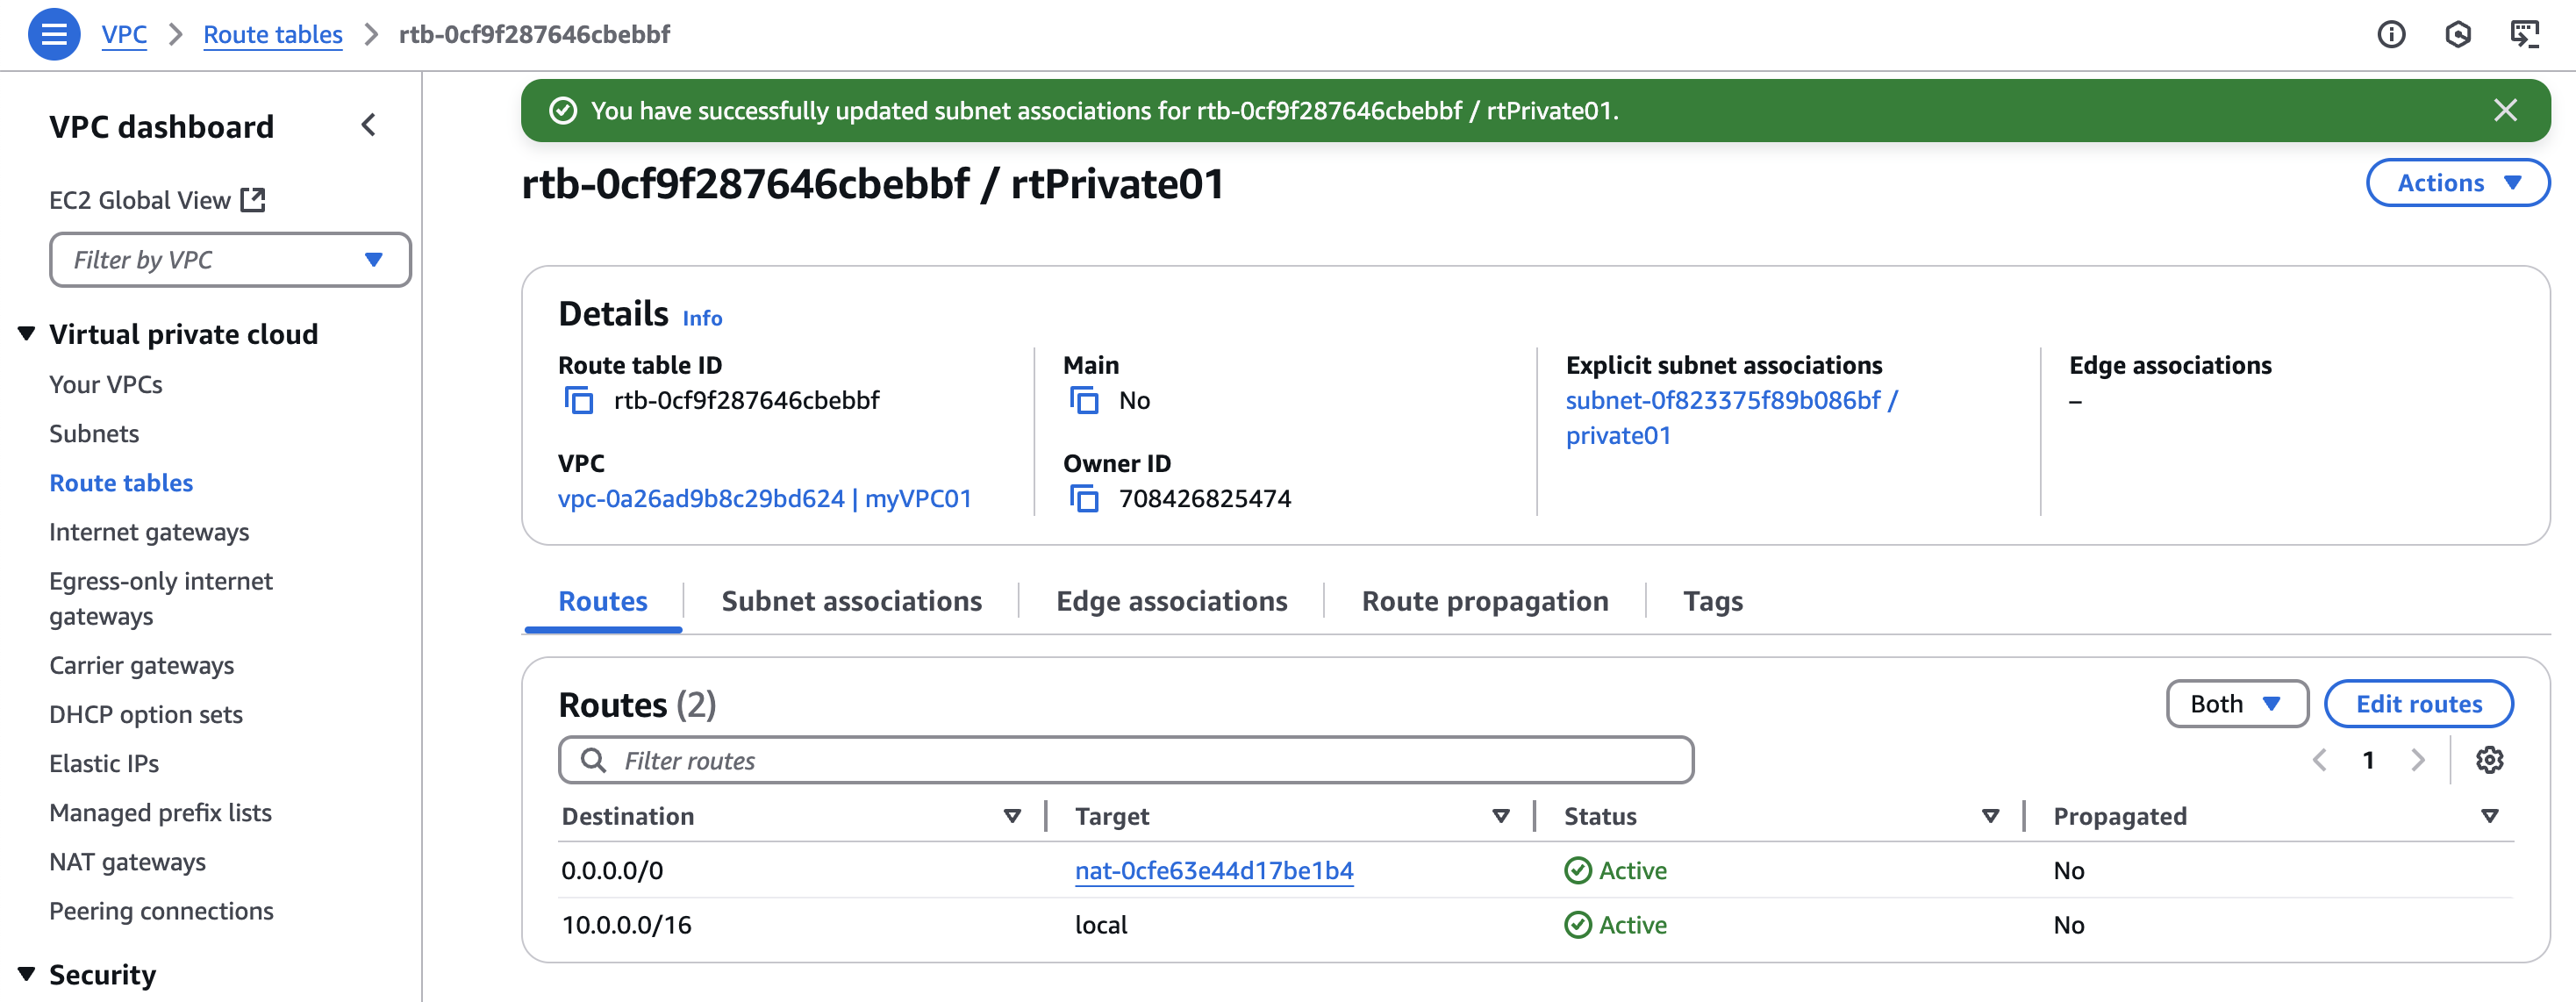 VPC > Route tables > rtb-0cf9f287646cbebbf
VPC dashboard
EC2 Global View
Filter by VPC
Virtual private cloud
Your VPCs
Subnets
Route tables
Internet gateways
Egress-only internet
gateways
Carrier gateways
DHCP option sets
Elastic IPs
Managed prefix lists
NAT gateways
Peering connections
Security
You have successfully updated subnet associations for rtb-0cf9f287646cbebbf / rtPrivate01.
rtb-0cf9f287646cbebbf / rtPrivate01
Actions
Details Info
Route table ID
rtb-0cf9f287646cbebbf
Main
No
Explicit subnet associations
subnet-0f823375f89b086bf /
private01
Edge associations
–
VPC
vpc-0a26ad9b8c29bd624 | myVPC01
Owner ID
708426825474
Routes Subnet associations Edge associations Route propagation Tags
Routes (2)
Both Edit routes
Filter routes
1
Destination Target Status Propagated
0.0.0.0/0 nat-0cfe63e44d17be1b4 Active No
10.0.0.0/16 local Active No